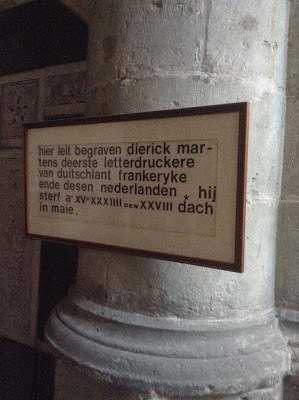 hier leit begraven dierick mar-
tens deerste letterdruckere
van duitschlant frankeryke
ende desen nederlanden * hij
sterf a° XV°XXXIIII DEN XXVIII dach
in maie.